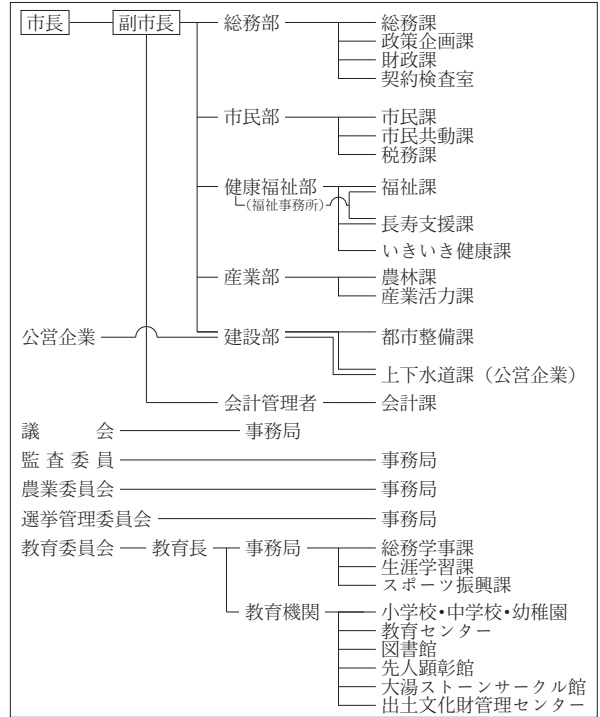 市長 副市長 総務部 総務課
政策企画課
財政課
契約検査室
市民部 市民課
市民共動課
税務課
健康福祉部 福祉課
(福祉事務所)
長寿支援課
いきいき健康課
産業部 農林課
産業活力課
公営企業 建設部 都市整備課
上下水道課(公営企業)
会計管理者 会計課
議会 事務局
監査委員 事務局
農業委員会 事務局
選挙管理委員会 事務局
教育委員会 教育長 事務局 総務学事課
生涯学習課
スポーツ振興課
教育機関 小学校・中学校・幼稚園
教育センター
図書館
先人顕彰館
大湯ストーンサークル館
出土文化財管理センター